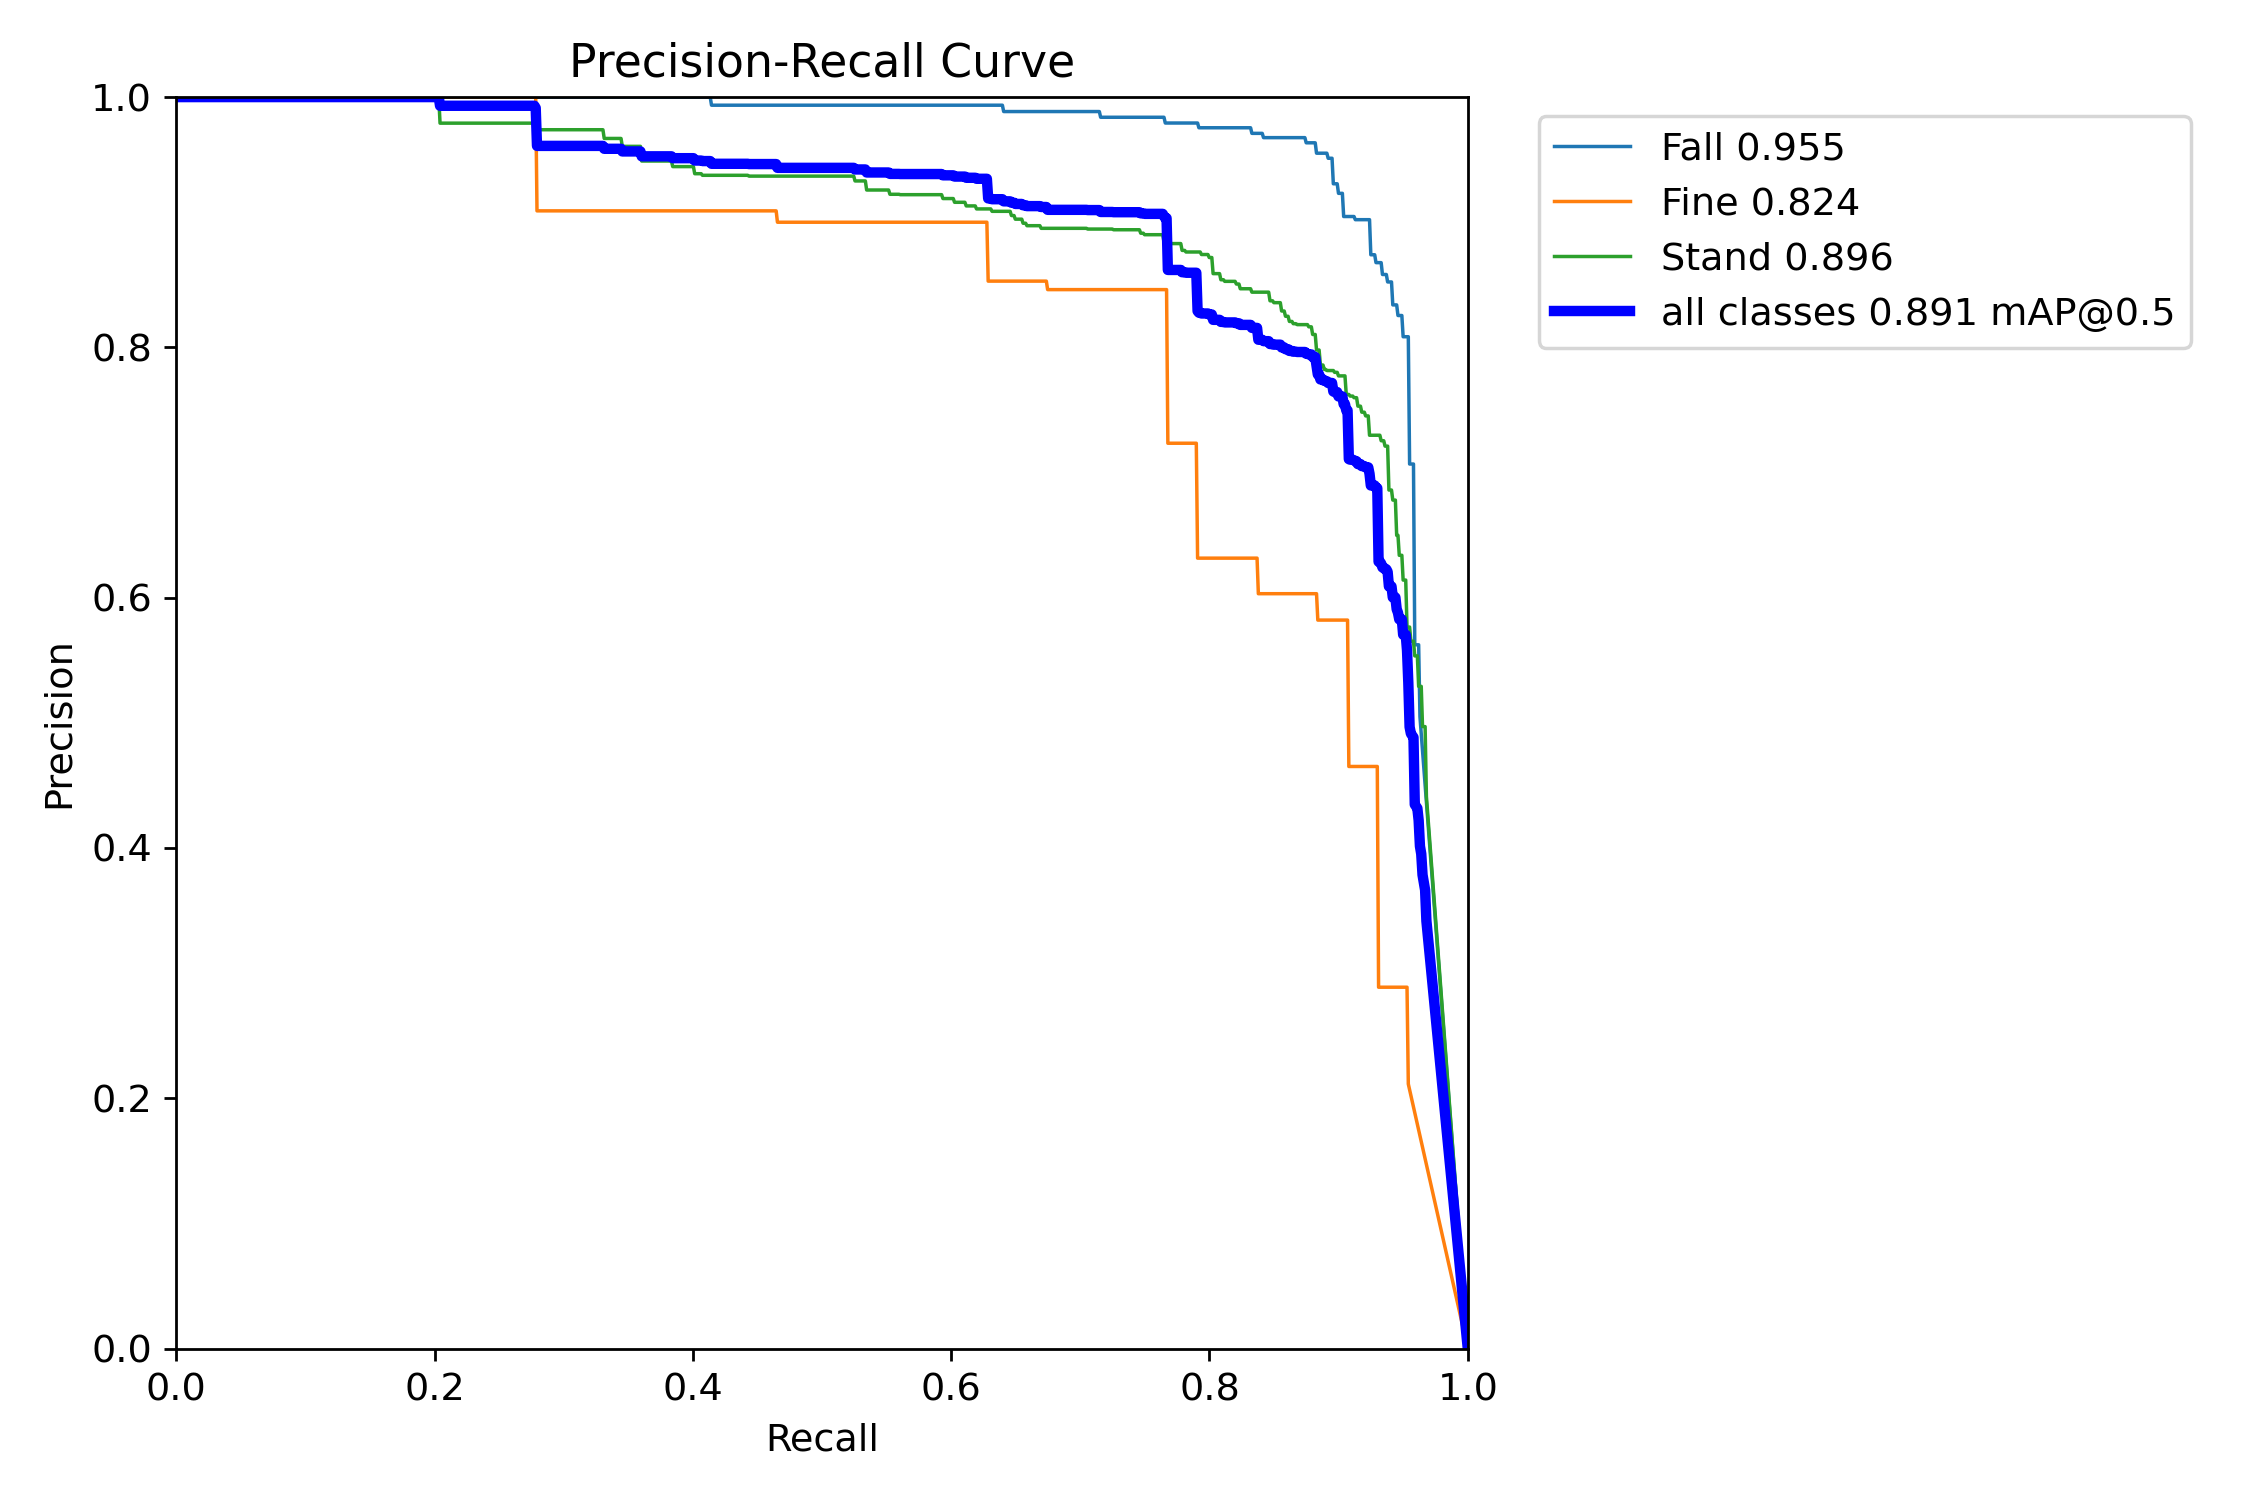 Precision-Recall Curve
1.0
0.8
0.6
0.4
0.2
0.0
Precision
0.0 0.2 0.4 0.6 0.8 1.0
Recall
Fall 0.955
Fine 0.824
Stand 0.896
all classes 0.891 mAP@0.5